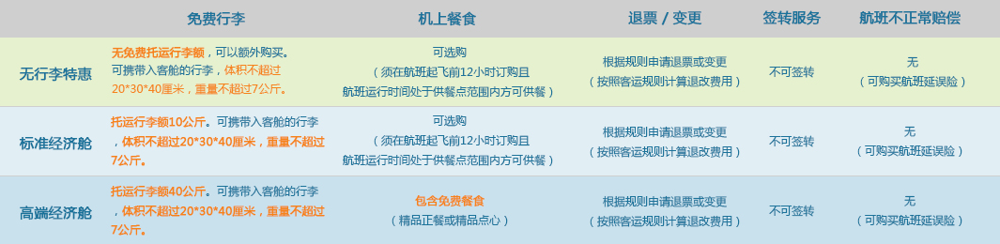 免费行李
机上餐食
退票 / 变更
签转服务
航班不正常赔偿
无行李特惠
无免费托运行李额，可以额外购买。
可携带入客舱的行李，体积不超过
20*30*40厘米，重量不超过7公斤。
可选购
（须在航班起飞前12小时订购且
航班运行时间处于供餐点范围内方可供餐）
根据规则申请退票或变更
（按照客运规则计算退改费用）
不可签转
无
（可购买航班延误险）
标准经济舱
托运行李额10公斤。可携带入客舱的行李
，体积不超过20*30*40厘米，重量不超过
7公斤。
可选购
（须在航班起飞前12小时订购且
航班运行时间处于供餐点范围内方可供餐）
根据规则申请退票或变更
（按照客运规则计算退改费用）
不可签转
无
（可购买航班延误险）
高端经济舱
托运行李额40公斤。可携带入客舱的行李
，体积不超过20*30*40厘米，重量不超过
7公斤。
包含免费餐食
（精品正餐或精品点心）
根据规则申请退票或变更
（按照客运规则计算退改费用）
不可签转
无
（可购买航班延误险）